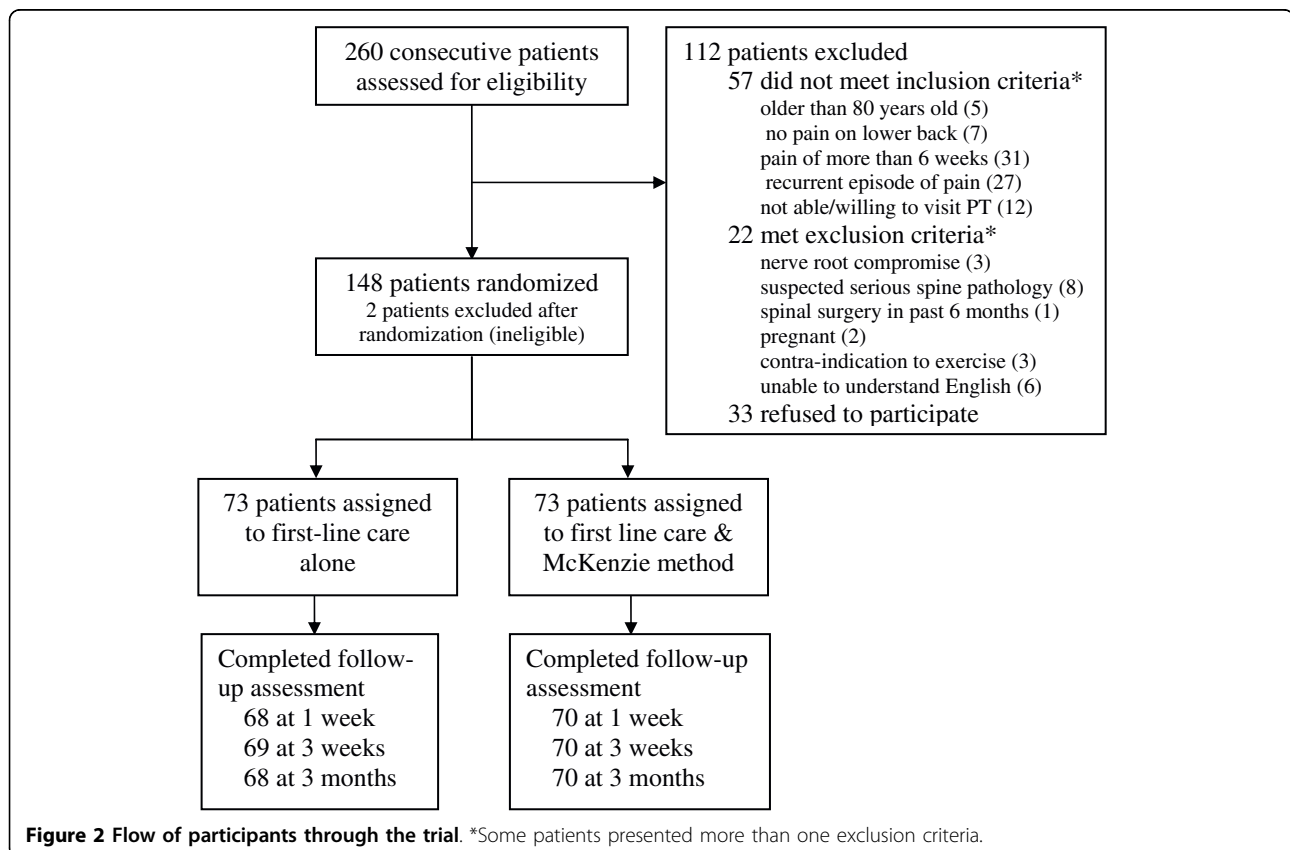 260 consecutive patients
assessed for eligibility
112 patients excluded
57 did not meet inclusion criteria*
older than 80 years old (5)
no pain on lower back (7)
pain of more than 6 weeks (31)
recurrent episode of pain (27)
not able/willing to visit PT (12)
22 met exclusion criteria*
nerve root compromise (3)
suspected serious spine pathology (8)
spinal surgery in past 6 months (1)
pregnant (2)
contra-indication to exercise (3)
unable to understand English (6)
33 refused to participate
148 patients randomized
2 patients excluded after
randomization (ineligible)
73 patients assigned
to first-line care
alone
73 patients assigned
to first line care &
McKenzie method
Completed follow-
up assessment
68 at 1 week
69 at 3 weeks
68 at 3 months
Completed follow-up
assessment
70 at 1 week
70 at 3 weeks
70 at 3 months
Figure 2 Flow of participants through the trial. *Some patients presented more than one exclusion criteria.